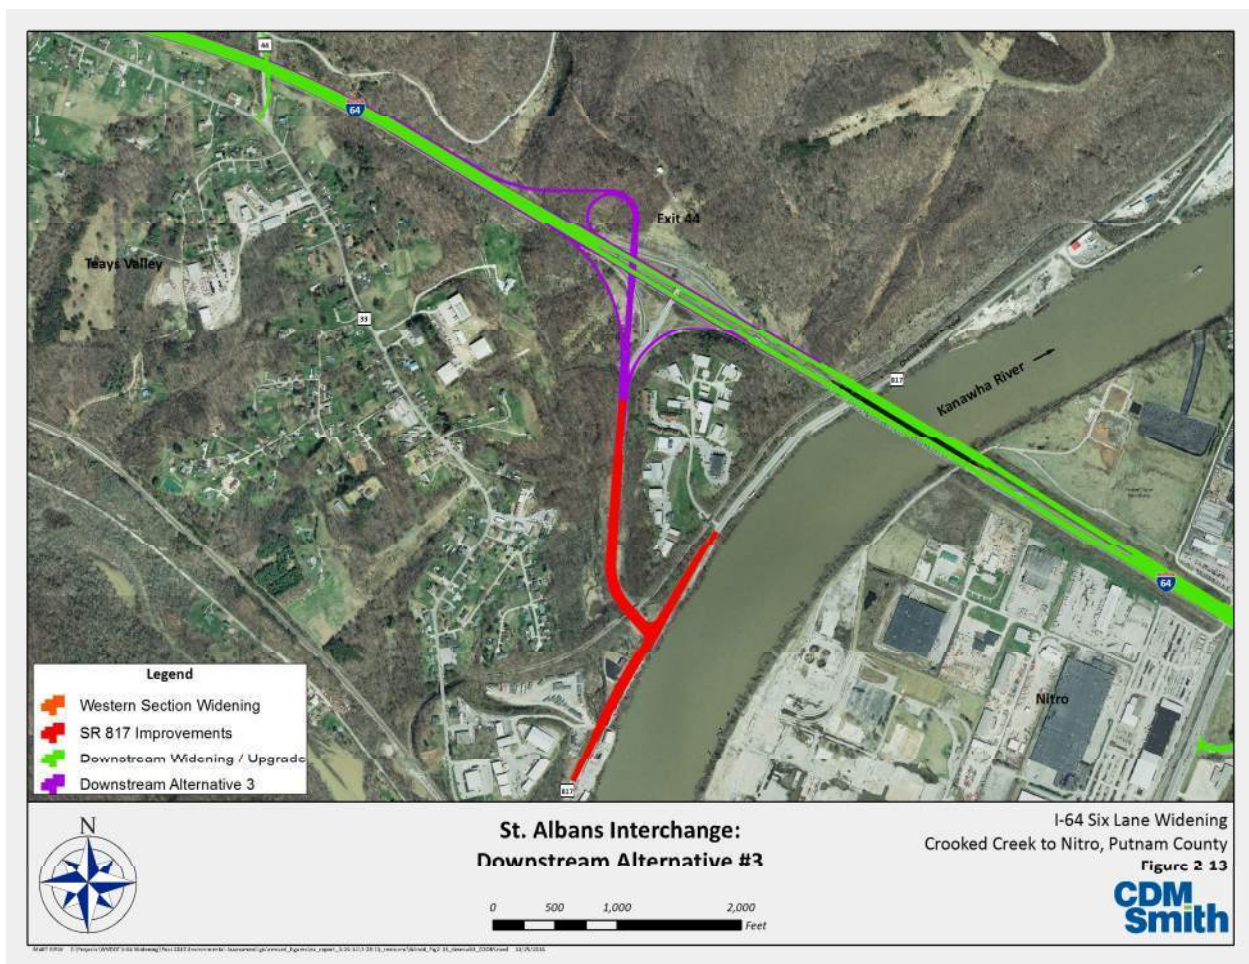 44
64
Exit 44
Teays Valley
33
817
Kanawha River
64
Nitro
817
Legend
Western Section Widening
SR 817 Improvements
Downstream Widening / Upgrade
Downstream Alternative 3
N
St. Albans Interchange:
Downstream Alternative #3
0 500 1,000 2,000
Feet
I-64 Six Lane Widening
Crooked Creek to Nitro, Putnam County
Figure 2-13
CDM
Smith